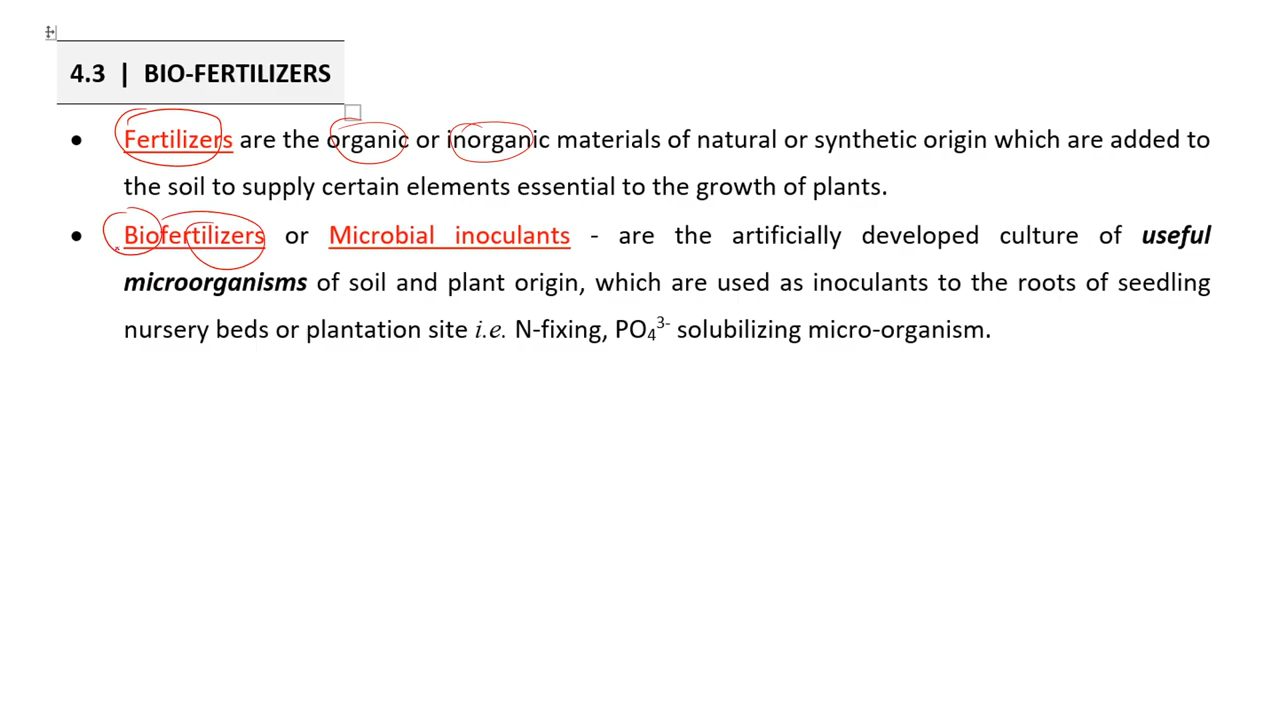 4.3 | BIO-FERTILIZERS
• Fertilizers are the organic or inorganic materials of natural or synthetic origin which are added to
the soil to supply certain elements essential to the growth of plants.
• Biofertilizers or Microbial inoculants - are the artificially developed culture of useful
microorganisms of soil and plant origin, which are used as inoculants to the roots of seedling
nursery beds or plantation site i.e. N-fixing, PO₄³⁻ solubilizing micro-organism.